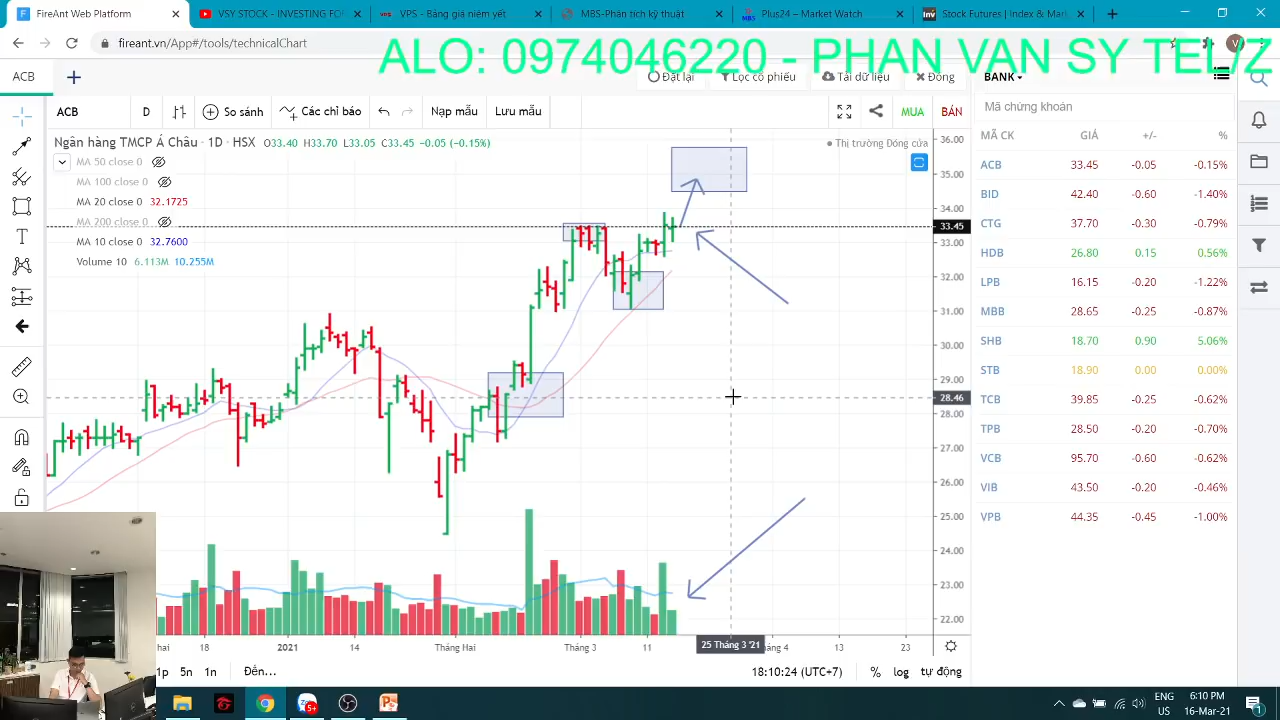 FireAnt Web Platform
VSY STOCK - INVESTING FO
VPS - Bảng giá niêm yết
MBS-Phân tích kỹ thuật
Plus24 – Market Watch
Stock Futures | Index & Mar
fireant.vn/App#/tools/technicalChart
ALO: 0974046220 - PHAN VAN SY TEL/Z
ACB
Đặt lại
Lọc cổ phiếu
Tải dữ liệu
Đóng
BANK
ACB
D
So sánh
Các chỉ báo
Nạp mẫu
Lưu mẫu
MUA
BÁN
Mã chứng khoán
Ngân hàng TMCP Á Châu · 1D · HSX O33.40 H33.70 L33.05 C33.45 -0.05 (-0.15%)
Thị trường Đóng cửa
MA 50 close 0
MA 100 close 0
MA 20 close 0 32.1725
MA 200 close 0
MA 10 close 0 32.7600
Volume 10 6.113M 10.255M
36.00
35.00
34.00
33.45
33.00
32.00
31.00
30.00
29.00
28.46
28.00
27.00
26.00
25.00
24.00
23.00
22.00
MÃ CK GIÁ +/- %
ACB 33.45 -0.05 -0.15%
BID 42.40 -0.60 -1.40%
CTG 37.70 -0.30 -0.79%
HDB 26.80 0.15 0.56%
LPB 16.15 -0.20 -1.22%
MBB 28.65 -0.25 -0.87%
SHB 18.70 0.90 5.06%
STB 18.90 0.00 0.00%
TCB 39.85 -0.25 -0.62%
TPB 28.50 -0.20 -0.70%
VCB 95.70 -0.60 -0.62%
VIB 43.50 -0.20 -0.46%
VPB 44.35 -0.45 -1.00%
hai 18 2021 14 Tháng Hai Tháng 3 11 25 Tháng 3 '21 áng 4 13 23
1p 5n 1n Đến...
18:10:24 (UTC+7) % log tự động
ENG
US
6:10 PM
16-Mar-21